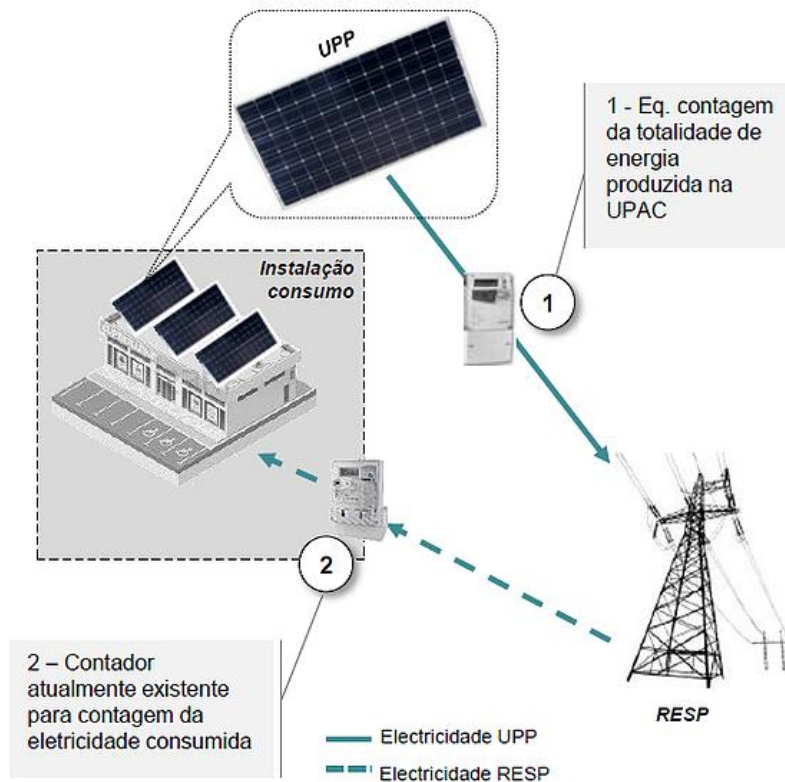 UPP
1 - Eq. contagem
da totalidade de
energia
produzida na
UPAC
1
Instalação
consumo
2
2 – Contador
atualmente existente
para contagem da
eletricidade consumida
RESP
Electricidade UPP
Electricidade RESP